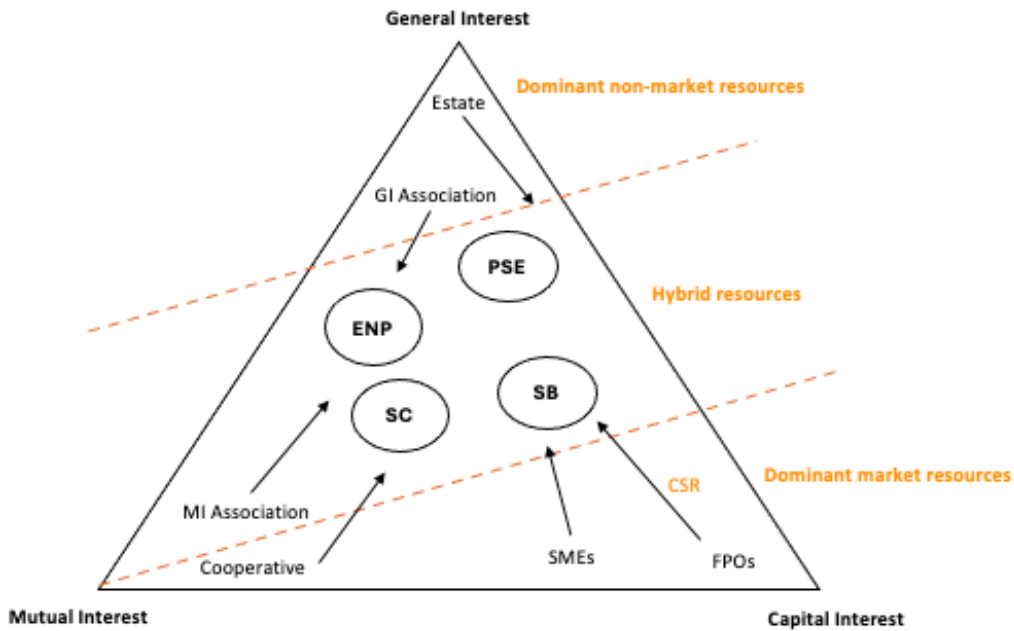 General Interest
Dominant non-market resources
Estate
GI Association
PSE
Hybrid resources
ENP
SB
SC
Dominant market resources
CSR
MI Association
SMEs
FPOs
Cooperative
Mutual Interest
Capital Interest